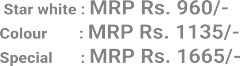 Star white : MRP Rs. 960/-
Colour : MRP Rs. 1135/-
Special : MRP Rs. 1665/-